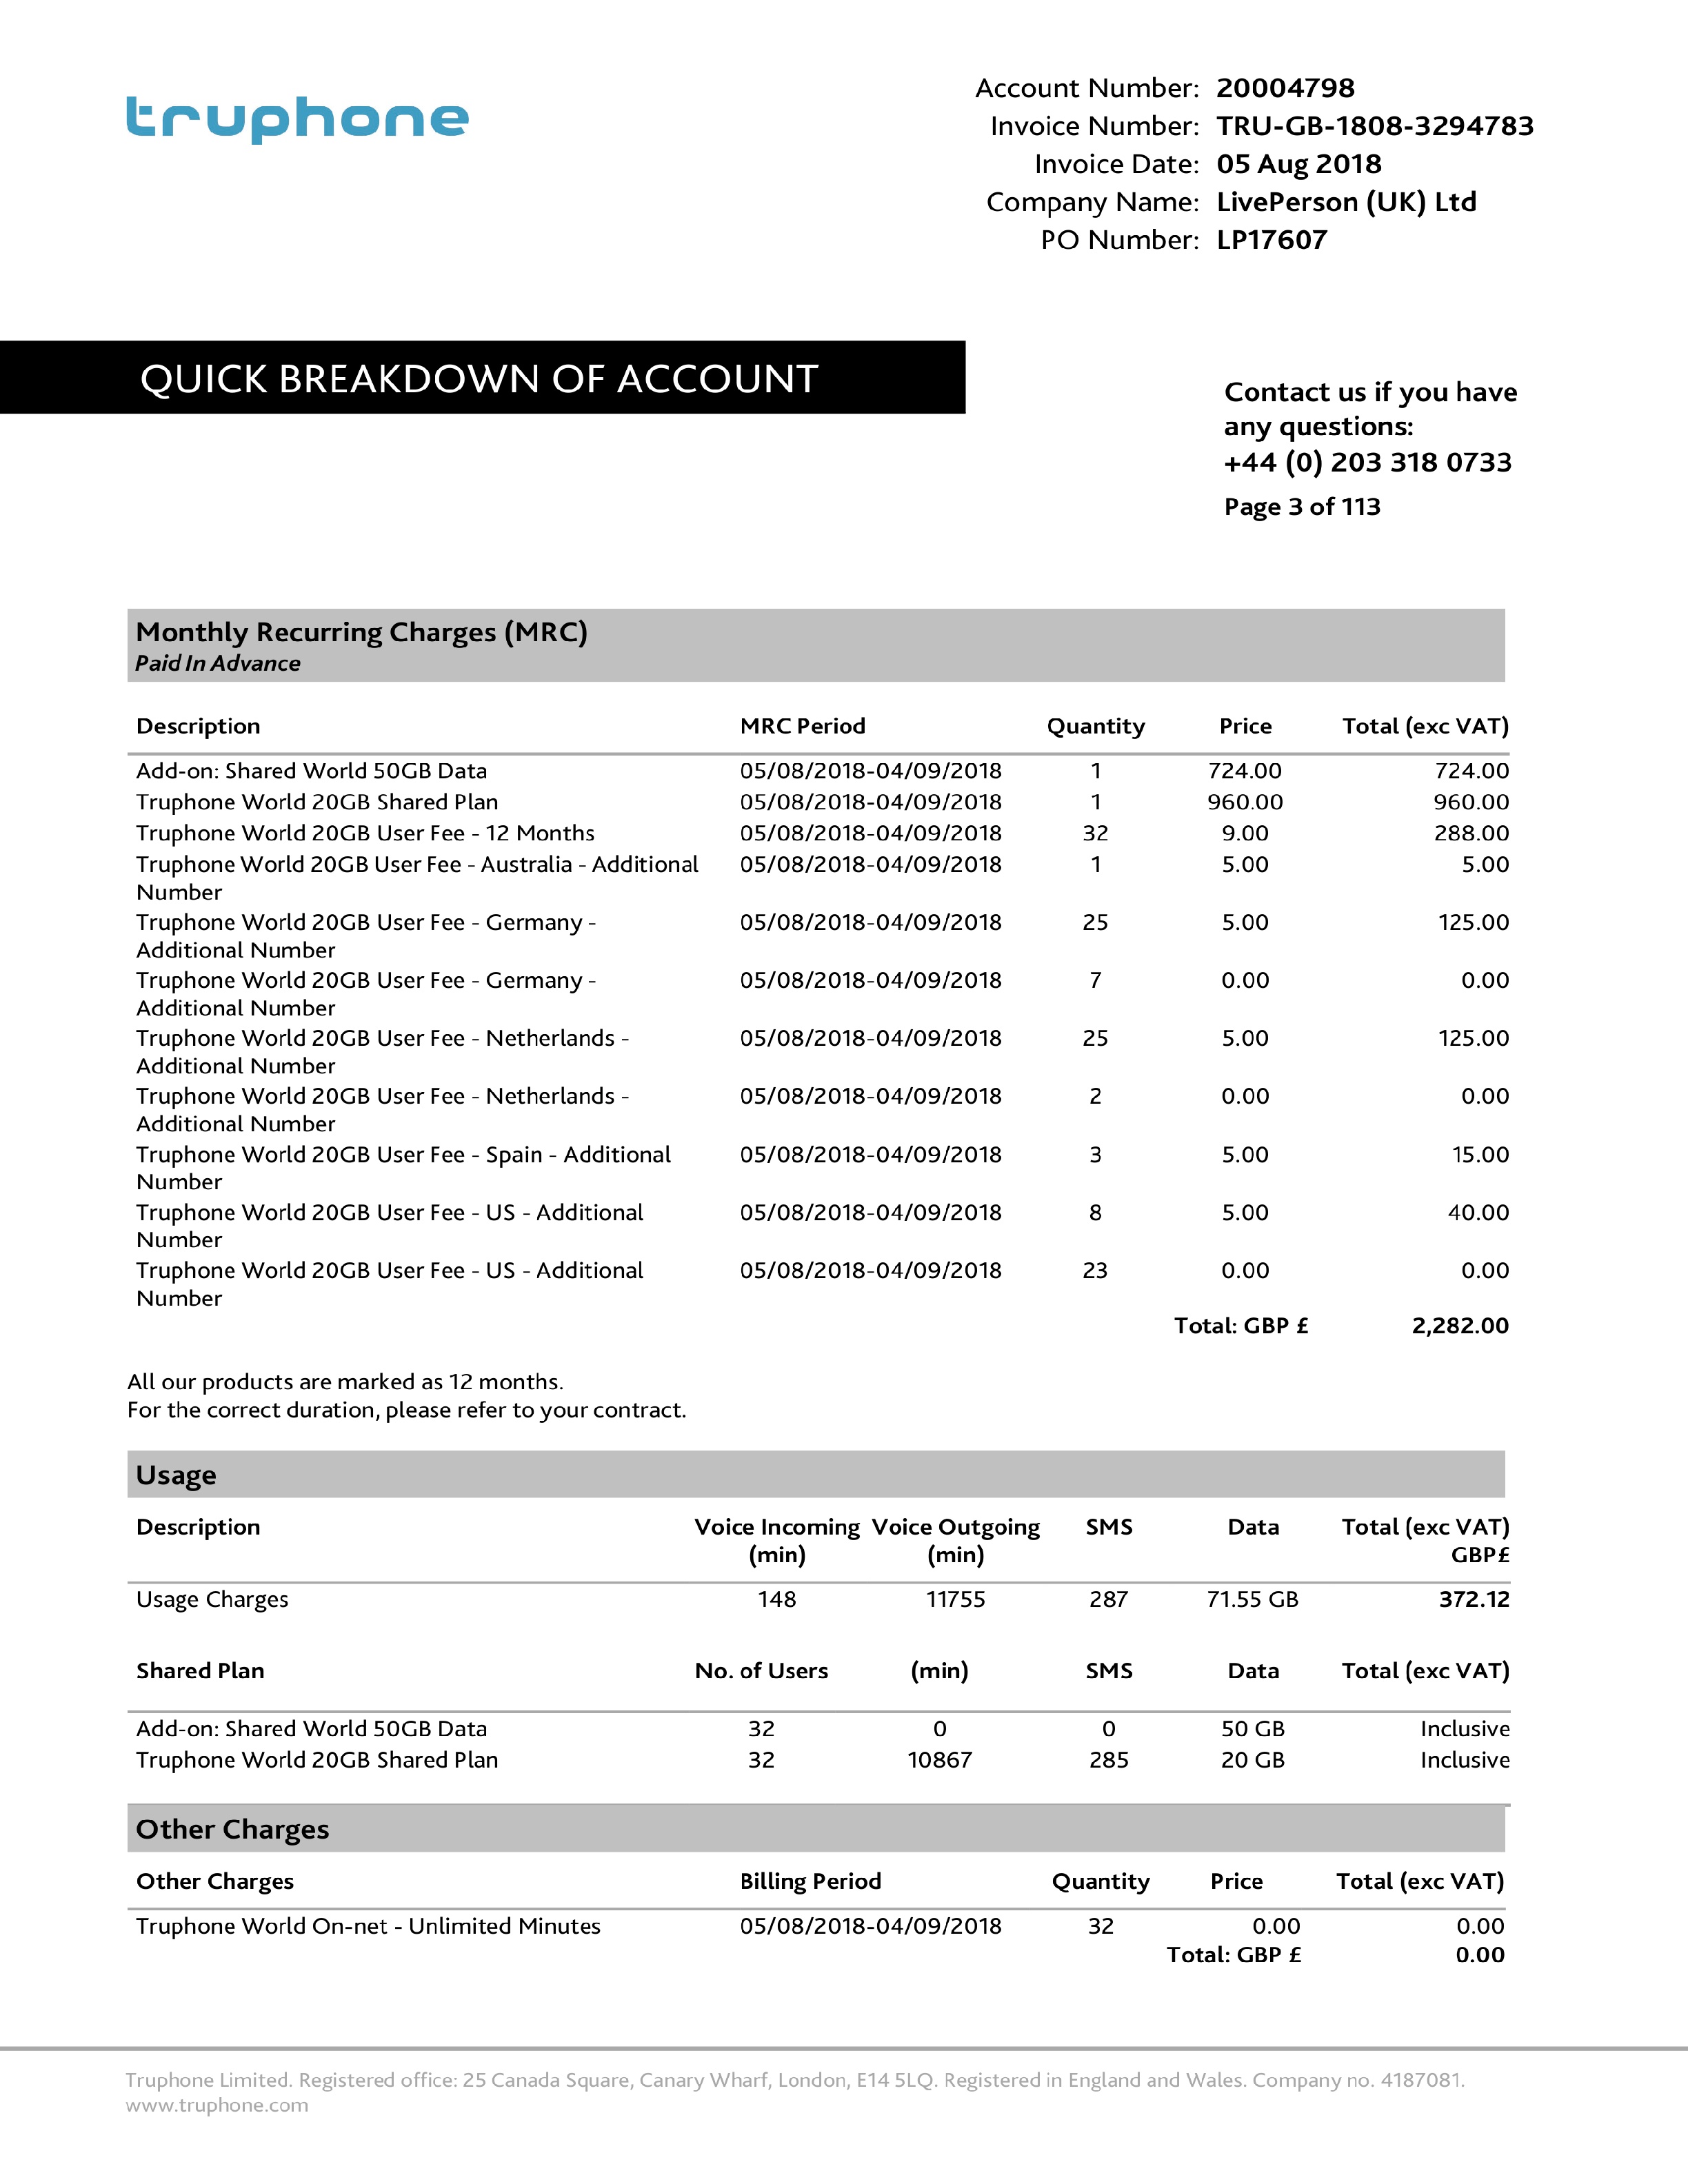 truphone
Account Number: 20004798
Invoice Number: TRU-GB-1808-3294783
Invoice Date: 05 Aug 2018
Company Name: LivePerson (UK) Ltd
PO Number: LP17607
QUICK BREAKDOWN OF ACCOUNT
Contact us if you have
any questions:
+44 (0) 203 318 0733
Page 3 of 113
Monthly Recurring Charges (MRC)
Paid In Advance
Description MRC Period Quantity Price Total (exc VAT)
Add-on: Shared World 50GB Data 05/08/2018-04/09/2018 1 724.00 724.00
Truphone World 20GB Shared Plan 05/08/2018-04/09/2018 1 960.00 960.00
Truphone World 20GB User Fee - 12 Months 05/08/2018-04/09/2018 32 9.00 288.00
Truphone World 20GB User Fee - Australia - Additional 05/08/2018-04/09/2018 1 5.00 5.00
Number
Truphone World 20GB User Fee - Germany - 05/08/2018-04/09/2018 25 5.00 125.00
Additional Number
Truphone World 20GB User Fee - Germany - 05/08/2018-04/09/2018 7 0.00 0.00
Additional Number
Truphone World 20GB User Fee - Netherlands - 05/08/2018-04/09/2018 25 5.00 125.00
Additional Number
Truphone World 20GB User Fee - Netherlands - 05/08/2018-04/09/2018 2 0.00 0.00
Additional Number
Truphone World 20GB User Fee - Spain - Additional 05/08/2018-04/09/2018 3 5.00 15.00
Number
Truphone World 20GB User Fee - US - Additional 05/08/2018-04/09/2018 8 5.00 40.00
Number
Truphone World 20GB User Fee - US - Additional 05/08/2018-04/09/2018 23 0.00 0.00
Number
Total: GBP £ 2,282.00
All our products are marked as 12 months.
For the correct duration, please refer to your contract.
Usage
Description Voice Incoming Voice Outgoing SMS Data Total (exc VAT)
(min) (min) GBP£
Usage Charges 148 11755 287 71.55 GB 372.12
Shared Plan No. of Users (min) SMS Data Total (exc VAT)
Add-on: Shared World 50GB Data 32 0 0 50 GB Inclusive
Truphone World 20GB Shared Plan 32 10867 285 20 GB Inclusive
Other Charges
Other Charges Billing Period Quantity Price Total (exc VAT)
Truphone World On-net - Unlimited Minutes 05/08/2018-04/09/2018 32 0.00 0.00
Total: GBP £ 0.00
Truphone Limited. Registered office: 25 Canada Square, Canary Wharf, London, E14 5LQ. Registered in England and Wales. Company no. 4187081.
www.truphone.com